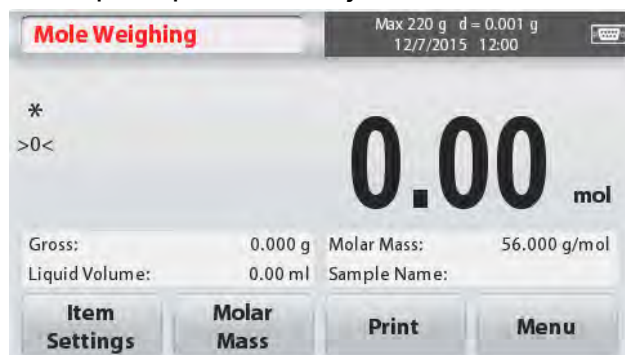 Mole Weighing
Max 220 g d = 0.001 g
12/7/2015 12:00
*
>0<
0.00 mol
Gross: 0.000 g Molar Mass: 56.000 g/mol
Liquid Volume: 0.00 ml Sample Name:
Item Settings
Molar Mass
Print
Menu